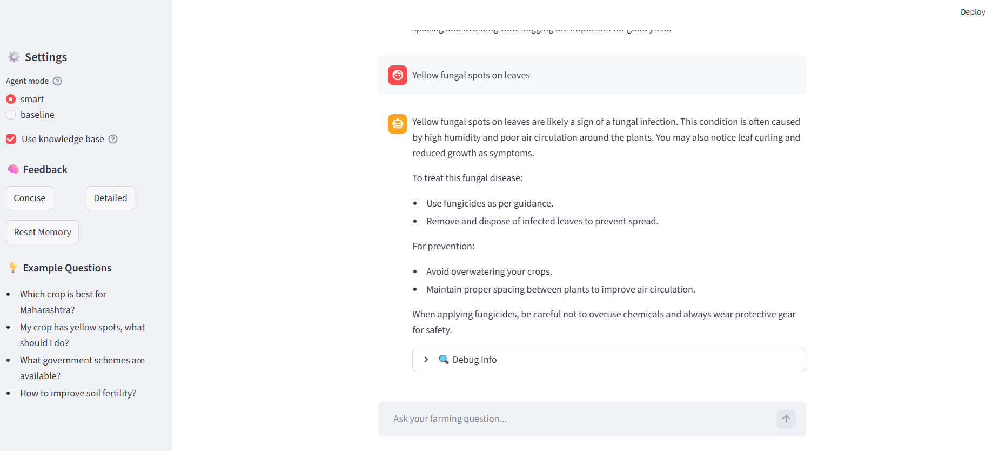 Deploy
Settings
Agent mode
smart
baseline
Use knowledge base
Feedback
Concise
Detailed
Reset Memory
Example Questions
Which crop is best for
Maharashtra?
My crop has yellow spots, what
should I do?
What government schemes are
available?
How to improve soil fertility?
spacing and avoiding waterlogging are important for good yield.
Yellow fungal spots on leaves
Yellow fungal spots on leaves are likely a sign of a fungal infection. This condition is often caused
by high humidity and poor air circulation around the plants. You may also notice leaf curling and
reduced growth as symptoms.
To treat this fungal disease:
Use fungicides as per guidance.
Remove and dispose of infected leaves to prevent spread.
For prevention:
Avoid overwatering your crops.
Maintain proper spacing between plants to improve air circulation.
When applying fungicides, be careful not to overuse chemicals and always wear protective gear
for safety.
Debug Info
Ask your farming question...